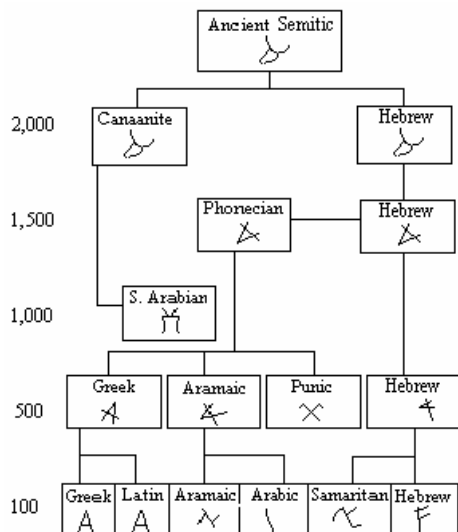 Ancient Semitic
2,000
Canaanite
Hebrew
1,500
Phonecian
Hebrew
S. Arabian
1,000
Greek
Aramaic
Punic
Hebrew
500
Greek
Latin
Aramaic
Arabic
Samaritan
Hebrew
100